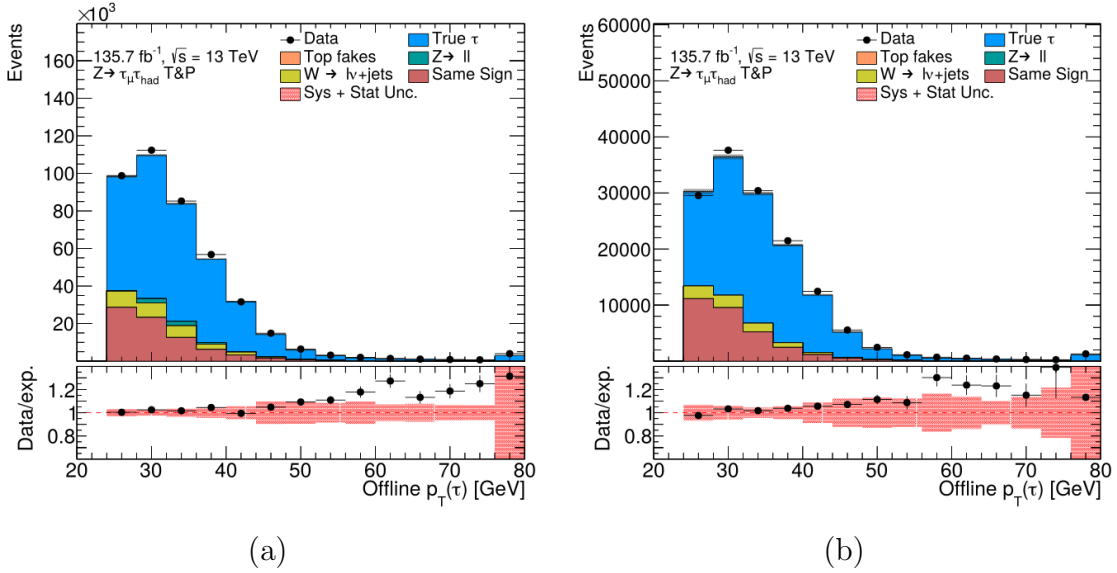 ×10³
Events
180
160
140
120
100
80
60
40
20
135.7 fb⁻¹, √s = 13 TeV
Z→ τμτhad T&P
Data
Top fakes
W → lν+jets
Sys + Stat Unc.
True τ
Z→ ll
Same Sign
Data/exp.
1.2
1
0.8
20 30 40 50 60 70 80
Offline pT(τ) [GeV]
(a)
Events
60000
50000
40000
30000
20000
10000
135.7 fb⁻¹, √s = 13 TeV
Z→ τμτhad T&P
Data
Top fakes
W → lν+jets
Sys + Stat Unc.
True τ
Z→ ll
Same Sign
Data/exp.
1.2
1
0.8
20 30 40 50 60 70 80
Offline pT(τ) [GeV]
(b)